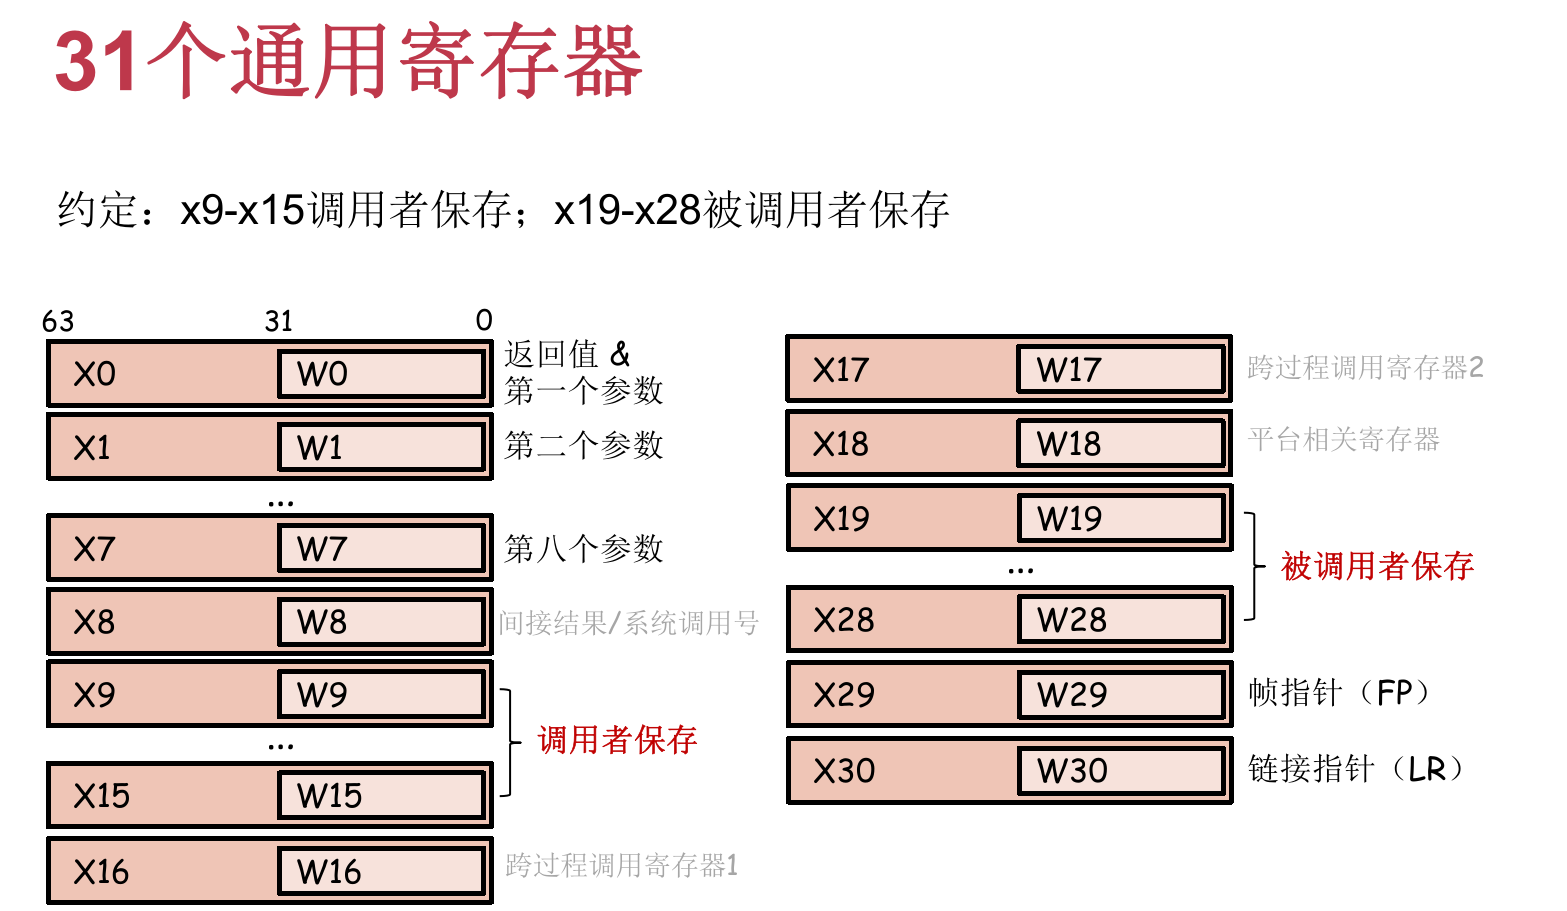 31个通用寄存器
约定：x9-x15调用者保存；x19-x28被调用者保存
63 31 0
X0 W0 返回值 &
第一个参数
X1 W1 第二个参数
...
X7 W7 第八个参数
X8 W8 间接结果/系统调用号
X9 W9
...
调用者保存
X15 W15
X16 W16 跨过程调用寄存器1
X17 W17 跨过程调用寄存器2
X18 W18 平台相关寄存器
X19 W19
...
被调用者保存
X28 W28
X29 W29 帧指针（FP）
X30 W30 链接指针（LR）